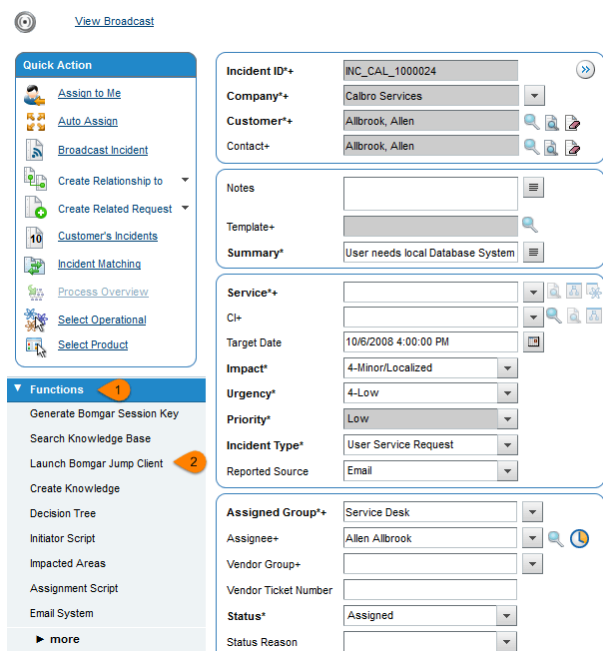 View Broadcast
Quick Action
Assign to Me
Auto Assign
Broadcast Incident
Create Relationship to
Create Related Request
10 Customer's Incidents
Incident Matching
Process Overview
Select Operational
Select Product
Functions 1
Generate Bomgar Session Key
Search Knowledge Base
Launch Bomgar Jump Client 2
Create Knowledge
Decision Tree
Initiator Script
Impacted Areas
Assignment Script
Email System
more
Incident ID*+ INC_CAL_1000024
Company*+ Calbro Services
Customer*+ Allbrook, Allen
Contact+ Allbrook, Allen
Notes
Template+
Summary* User needs local Database System
Service*+
CI+
Target Date 10/6/2008 4:00:00 PM
Impact* 4-Minor/Localized
Urgency* 4-Low
Priority* Low
Incident Type* User Service Request
Reported Source Email
Assigned Group*+ Service Desk
Assignee+ Allen Allbrook
Vendor Group+
Vendor Ticket Number
Status* Assigned
Status Reason